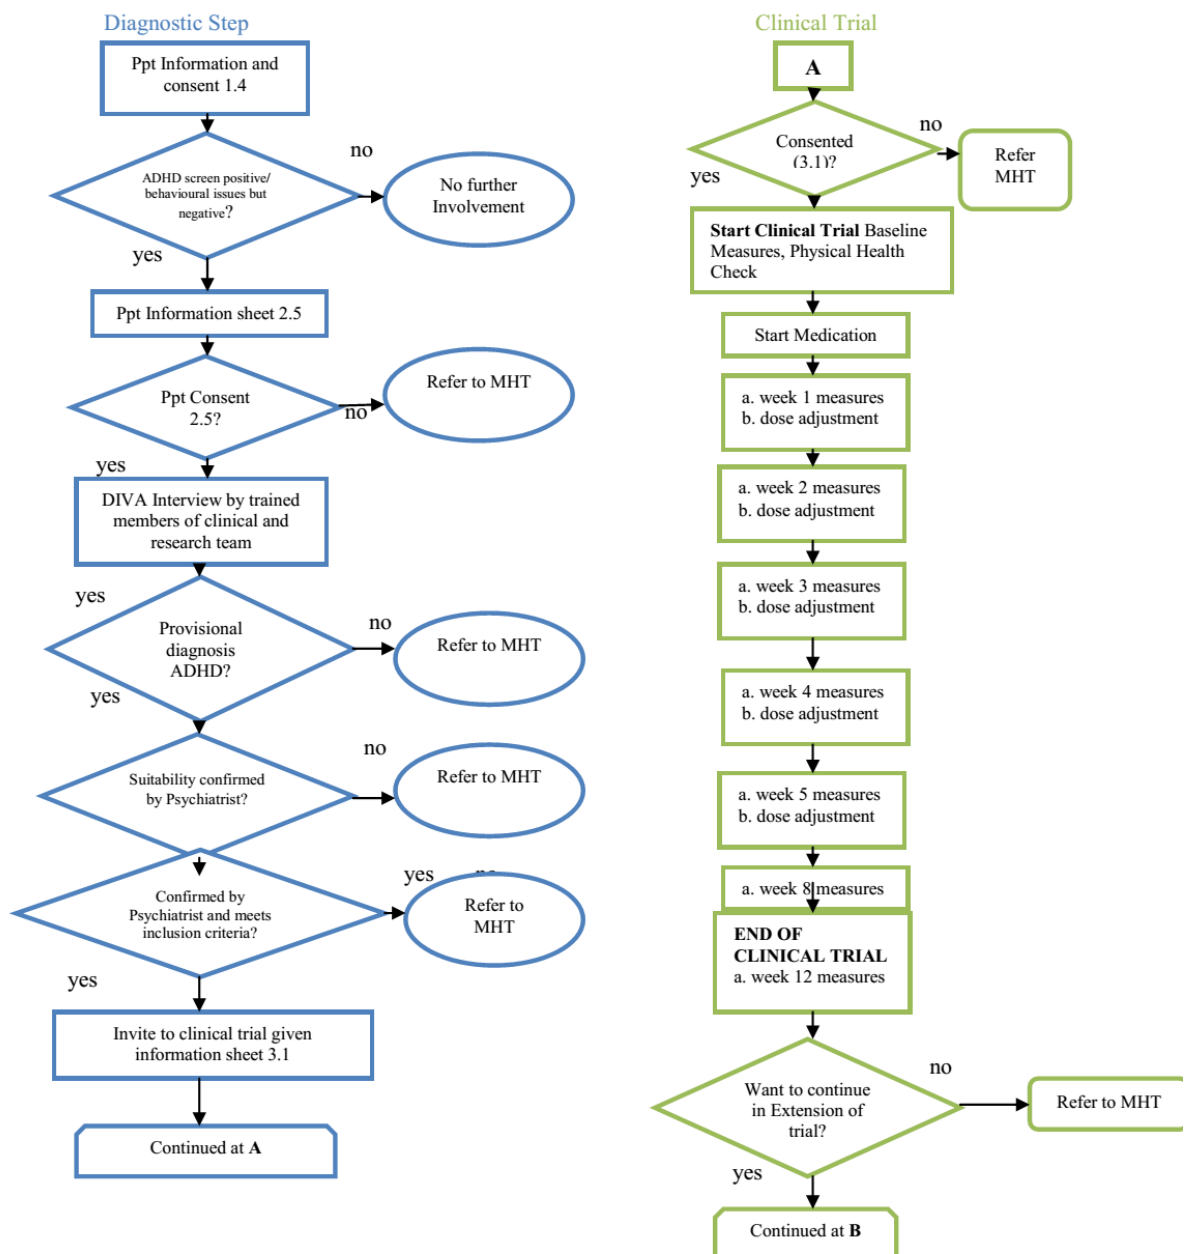 Diagnostic Step
Ppt Information and
consent 1.4
no
ADHD screen positive/
behavioural issues but
negative?
No further
Involvement
yes
Ppt Information sheet 2.5
Ppt Consent
2.5?
no
Refer to MHT
yes
DIVA Interview by trained
members of clinical and
research team
yes
Provisional
diagnosis
ADHD?
no
Refer to MHT
yes
Suitability confirmed
by Psychiatrist?
no
Refer to MHT
Confirmed by
Psychiatrist and meets
inclusion criteria?
yes
Refer to
MHT
yes
Invite to clinical trial given
information sheet 3.1
Continued at A
Clinical Trial
A
Consented
(3.1)?
no
Refer
MHT
yes
Start Clinical Trial Baseline
Measures, Physical Health
Check
Start Medication
a. week 1 measures
b. dose adjustment
a. week 2 measures
b. dose adjustment
a. week 3 measures
b. dose adjustment
a. week 4 measures
b. dose adjustment
a. week 5 measures
b. dose adjustment
a. week 8 measures
END OF
CLINICAL TRIAL
a. week 12 measures
Want to continue
in Extension of
trial?
no
Refer to MHT
yes
Continued at B